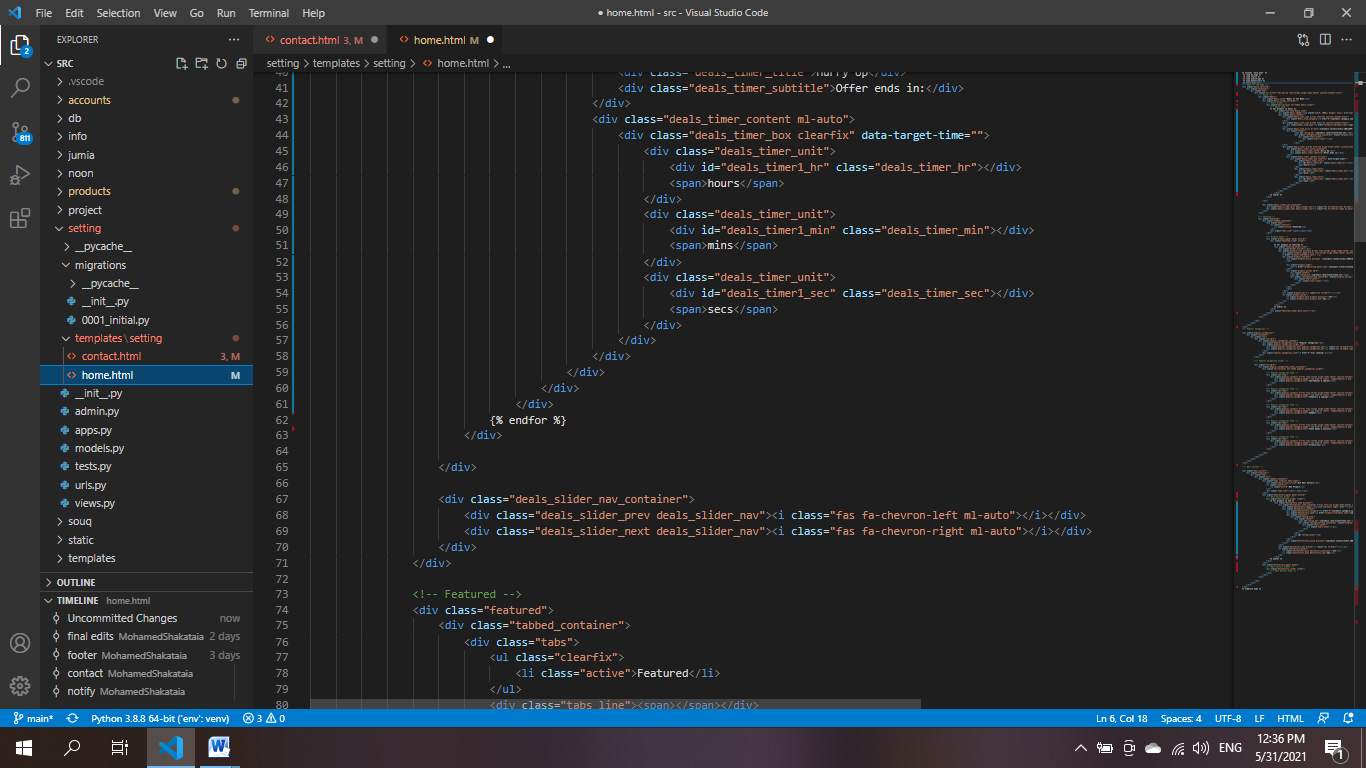 File Edit Selection View Go Run Terminal Help
● home.html - src - Visual Studio Code
EXPLORER
SRC
.vscode
accounts
db
info
jumia
noon
products
project
setting
__pycache__
migrations
__pycache__
__init__.py
0001_initial.py
templates\setting
contact.html 3, M
home.html M
__init__.py
admin.py
apps.py
models.py
tests.py
urls.py
views.py
souq
static
templates
OUTLINE
TIMELINE home.html
Uncommitted Changes now
final edits MohamedShakataia 2 days
footer MohamedShakataia 3 days
contact MohamedShakataia
notify MohamedShakataia
2
811
contact.html 3, M ●
home.html M ●
setting > templates > setting > <> home.html > ...
40 <div class="deals_timer_title">Hurry Up</div>
41 <div class="deals_timer_subtitle">Offer ends in:</div>
42 </div>
43 <div class="deals_timer_content ml-auto">
44 <div class="deals_timer_box clearfix" data-target-time="">
45 <div class="deals_timer_unit">
46 <div id="deals_timer1_hr" class="deals_timer_hr"></div>
47 <span>hours</span>
48 </div>
49 <div class="deals_timer_unit">
50 <div id="deals_timer1_min" class="deals_timer_min"></div>
51 <span>mins</span>
52 </div>
53 <div class="deals_timer_unit">
54 <div id="deals_timer1_sec" class="deals_timer_sec"></div>
55 <span>secs</span>
56 </div>
57 </div>
58 </div>
59 </div>
60 </div>
61 </div>
62 {% endfor %}
63 </div>
64
65 </div>
66
67 <div class="deals_slider_nav_container">
68 <div class="deals_slider_prev deals_slider_nav"><i class="fas fa-chevron-left ml-auto"></i></div>
69 <div class="deals_slider_next deals_slider_nav"><i class="fas fa-chevron-right ml-auto"></i></div>
70 </div>
71 </div>
72
73 <!-- Featured -->
74 <div class="featured">
75 <div class="tabbed_container">
76 <div class="tabs">
77 <ul class="clearfix">
78 <li class="active">Featured</li>
79 </ul>
80 <div class="tabs_line"><span></span></div>
main* Python 3.8.8 64-bit ('env': venv) 3 0
Ln 6, Col 18 Spaces: 4 UTF-8 LF HTML
W
ENG
12:36 PM
5/31/2021
1